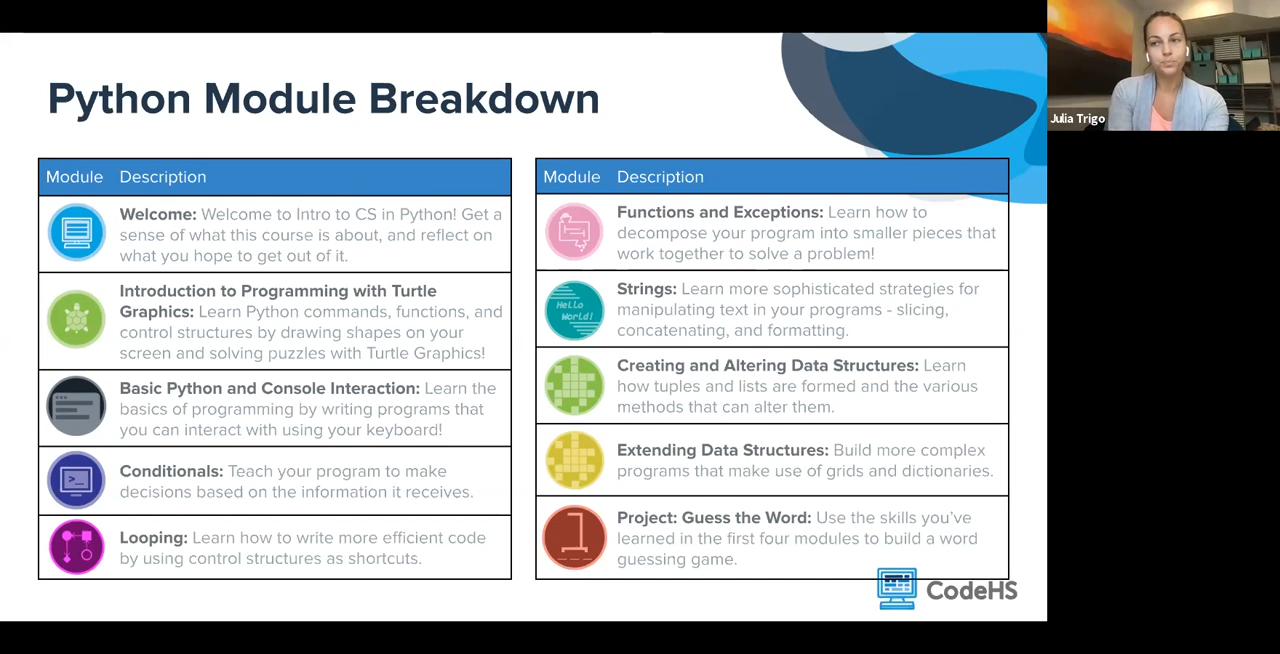 Python Module Breakdown
Module Description
Welcome: Welcome to Intro to CS in Python! Get a
sense of what this course is about, and reflect on
what you hope to get out of it.
Introduction to Programming with Turtle
Graphics: Learn Python commands, functions, and
control structures by drawing shapes on your
screen and solving puzzles with Turtle Graphics!
Basic Python and Console Interaction: Learn the
basics of programming by writing programs that
you can interact with using your keyboard!
Conditionals: Teach your program to make
decisions based on the information it receives.
Looping: Learn how to write more efficient code
by using control structures as shortcuts.
Module Description
Functions and Exceptions: Learn how to
decompose your program into smaller pieces that
work together to solve a problem!
Hello
World!
Strings: Learn more sophisticated strategies for
manipulating text in your programs - slicing,
concatenating, and formatting.
Creating and Altering Data Structures: Learn
how tuples and lists are formed and the various
methods that can alter them.
Extending Data Structures: Build more complex
programs that make use of grids and dictionaries.
Project: Guess the Word: Use the skills you’ve
learned in the first four modules to build a word
guessing game.
CodeHS
Julia Trigo